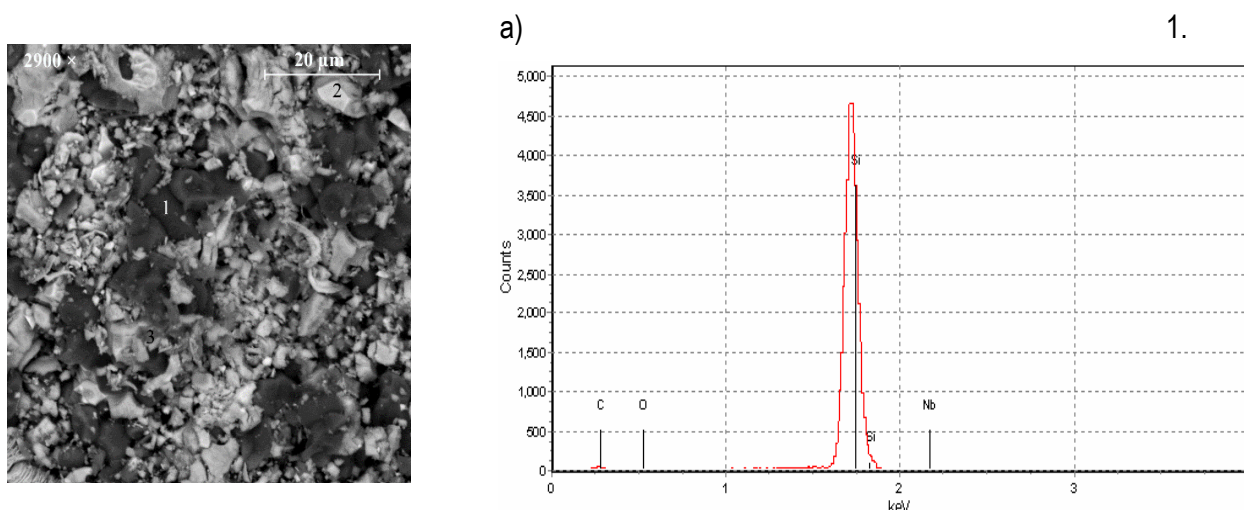 a) 1.
2900 ×
20 µm
2
1
3
5,000
4,500
4,000
3,500
3,000
2,500
2,000
1,500
1,000
500
0
Counts
Si
C O Nb
Si
0 1 2 3
keV